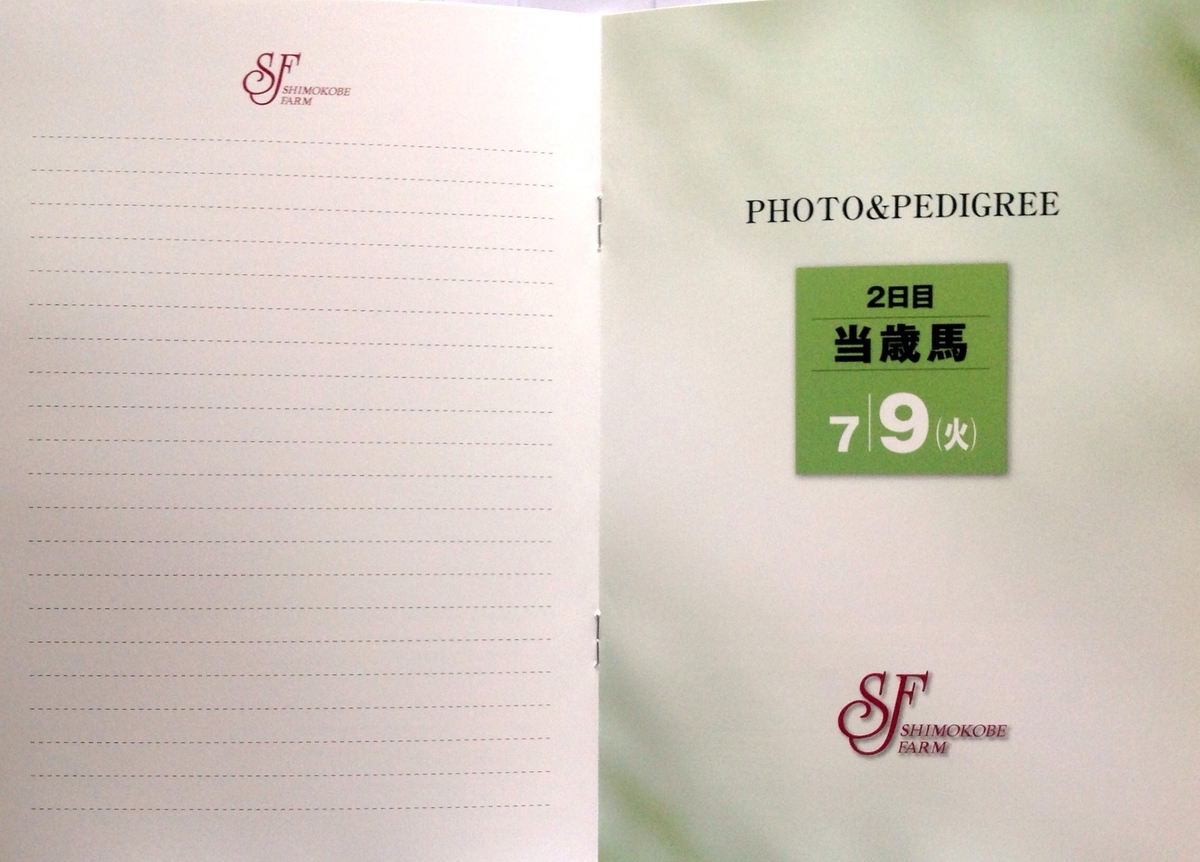 SF
SHIMOKOBE
FARM
PHOTO&PEDIGREE
2日目
当歳馬
7|9(火)
SF
SHIMOKOBE
FARM